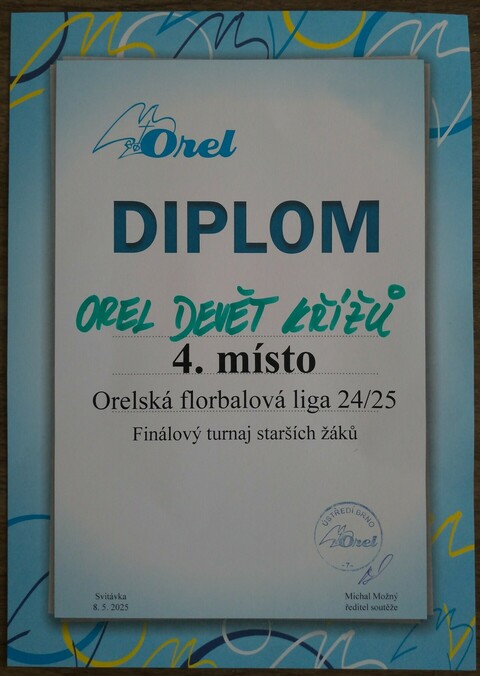 Orel
DIPLOM
OREL DEVĚT KŘÍŽŮ
4. místo
Orelská florbalová liga 24/25
Finálový turnaj starších žáků
ÚSTŘEDÍ BRNO
Orel
-7-
Svitávka
8. 5. 2025
Michal Možný
ředitel soutěže